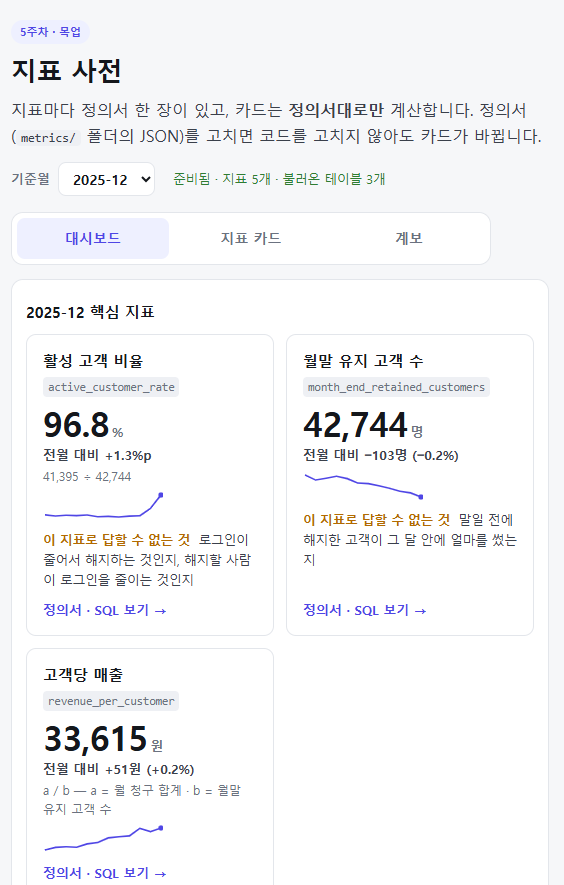 5주차 · 목업
지표 사전
지표마다 정의서 한 장이 있고, 카드는 정의서대로만 계산합니다. 정의서
( metrics/ 폴더의 JSON)를 고치면 코드를 고치지 않아도 카드가 바뀝니다.
기준월 2025-12 준비됨 · 지표 5개 · 불러온 테이블 3개
대시보드 지표 카드 계보
2025-12 핵심 지표
활성 고객 비율
active_customer_rate
96.8 %
전월 대비 +1.3%p
41,395 ÷ 42,744
이 지표로 답할 수 없는 것 로그인이
줄어서 해지하는 것인지, 해지할 사람
이 로그인을 줄이는 것인지
정의서 · SQL 보기 →
월말 유지 고객 수
month_end_retained_customers
42,744 명
전월 대비 −103명 (−0.2%)
이 지표로 답할 수 없는 것 말일 전에
해지한 고객이 그 달 안에 얼마를 썼는
지
정의서 · SQL 보기 →
고객당 매출
revenue_per_customer
33,615 원
전월 대비 +51원 (+0.2%)
a / b — a = 월 청구 합계 · b = 월말
유지 고객 수
정의서 · SQL 보기 →